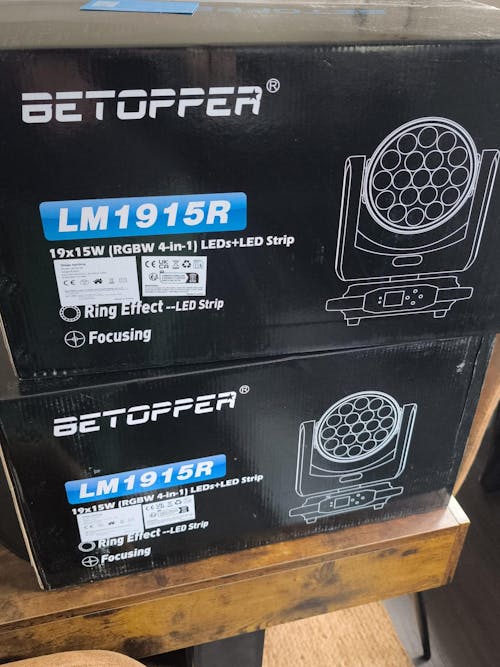 BETOPPER®
LM1915R
19x15W (RGBW 4-in-1) LEDs+LED Strip
Ring Effect --LED Strip
Focusing
BETOPPER®
LM1915R
19x15W (RGBW 4-in-1) LEDs+LED Strip
Ring Effect --LED Strip
Focusing